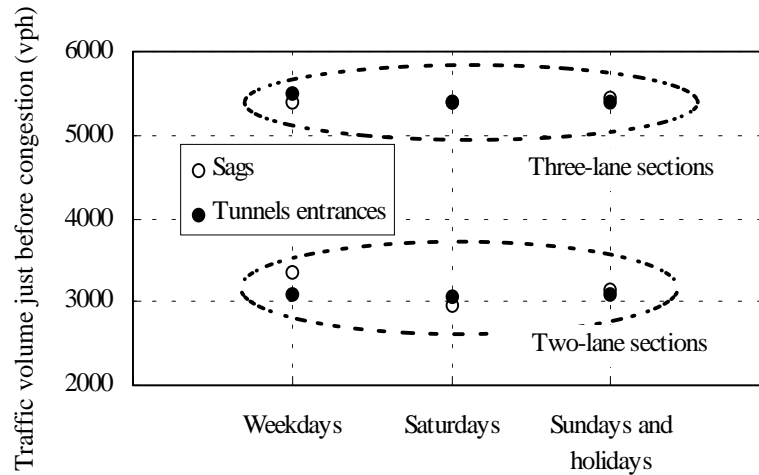 Traffic volume just before congestion (vph)
6000
5000
4000
3000
2000
Sags
Tunnels entrances
Three-lane sections
Two-lane sections
Weekdays
Saturdays
Sundays and
holidays